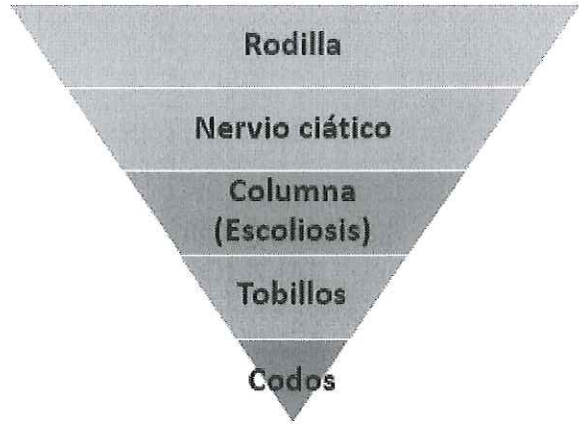 Rodilla
Nervio ciático
Columna
(Escoliosis)
Tobillos
Codos